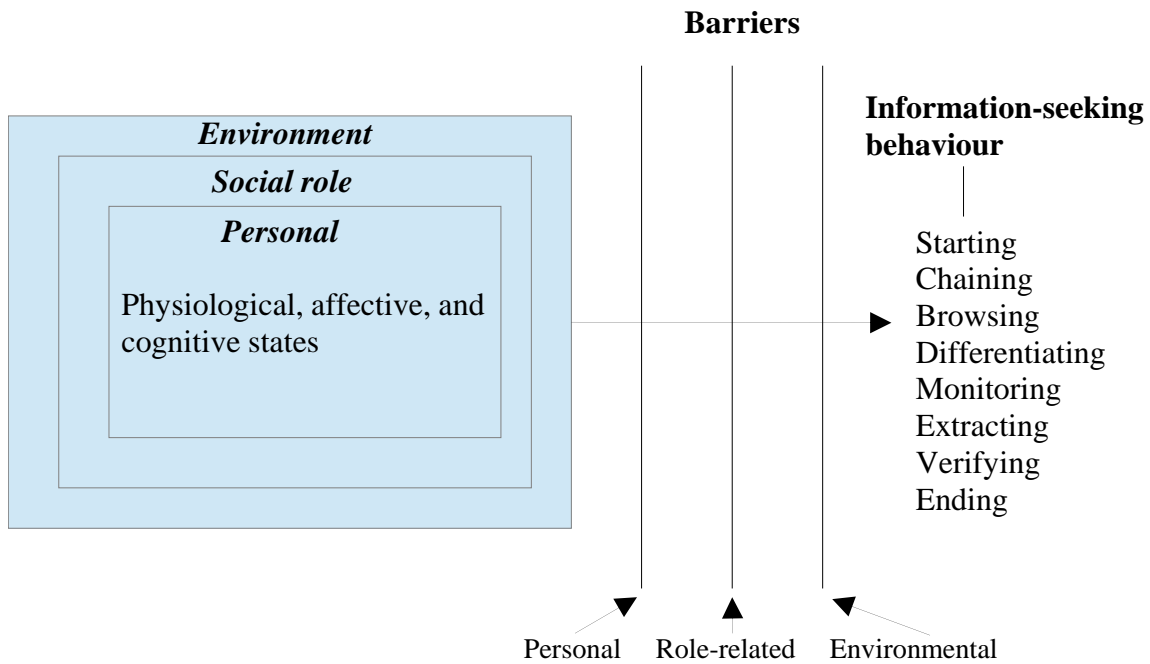 Barriers
Information-seeking
behaviour
Environment
Social role
Personal
Physiological, affective, and
cognitive states
Starting
Chaining
Browsing
Differentiating
Monitoring
Extracting
Verifying
Ending
Personal
Role-related
Environmental